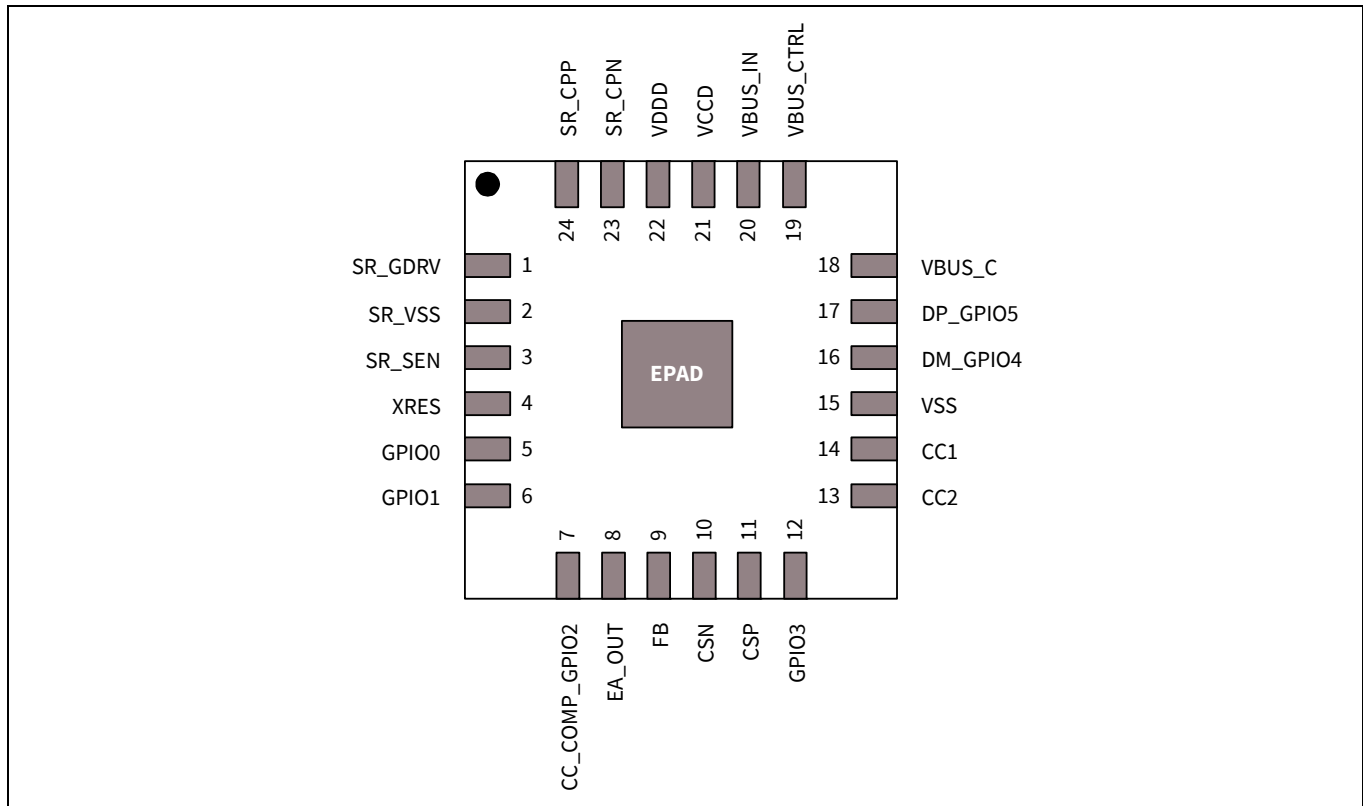 SR_CPP
SR_CPN
VDDD
VCCD
VBUS_IN
VBUS_CTRL
24
23
22
21
20
19
SR_GDRV 1
SR_VSS 2
SR_SEN 3
XRES 4
GPIO0 5
GPIO1 6
EPAD
18 VBUS_C
17 DP_GPIO5
16 DM_GPIO4
15 VSS
14 CC1
13 CC2
7
8
9
10
11
12
CC_COMP_GPIO2
EA_OUT
FB
CSN
CSP
GPIO3